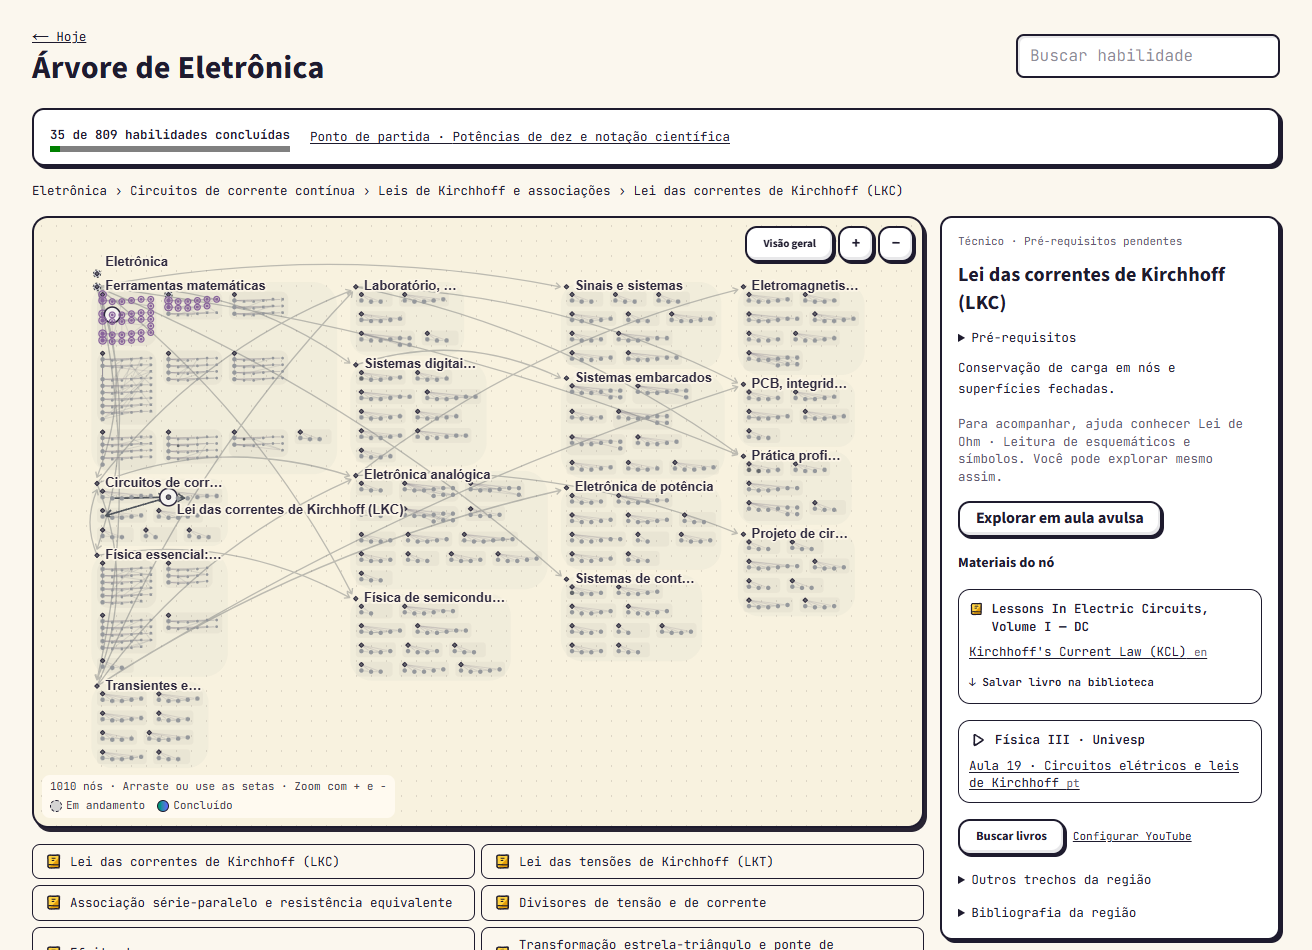 ⟵ Hoje
Árvore de Eletrônica
Buscar habilidade
35 de 809 habilidades concluídas
Ponto de partida · Potências de dez e notação científica
Eletrônica › Circuitos de corrente contínua › Leis de Kirchhoff e associações › Lei das correntes de Kirchhoff (LKC)
Visão geral
+
−
Eletrônica
Ferramentas matemáticas
Laboratório, …
Sinais e sistemas
Eletromagnetis…
Sistemas digitai…
Sistemas embarcados
PCB, integrid…
Prática profi…
Circuitos de corr…
Eletrônica analógica
Eletrônica de potência
Lei das correntes de Kirchhoff (LKC)
Projeto de cir…
Física essencial:…
Sistemas de cont…
Física de semicondu…
Transientes e…
1010 nós · Arraste ou use as setas · Zoom com + e -
Em andamento
Concluído
Lei das correntes de Kirchhoff (LKC)
Lei das tensões de Kirchhoff (LKT)
Associação série-paralelo e resistência equivalente
Divisores de tensão e de corrente
Transformação estrela-triângulo e ponte de
Técnico · Pré-requisitos pendentes
Lei das correntes de Kirchhoff
(LKC)
Pré-requisitos
Conservação de carga em nós e
superfícies fechadas.
Para acompanhar, ajuda conhecer Lei de
Ohm · Leitura de esquemáticos e
símbolos. Você pode explorar mesmo
assim.
Explorar em aula avulsa
Materiais do nó
Lessons In Electric Circuits,
Volume I — DC
Kirchhoff's Current Law (KCL) en
↓ Salvar livro na biblioteca
Física III · Univesp
Aula 19 · Circuitos elétricos e leis
de Kirchhoff pt
Buscar livros
Configurar YouTube
Outros trechos da região
Bibliografia da região